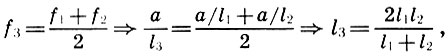 f₃ = (f₁ + f₂)/2 ⇒ a/l₃ = (a/l₁ + a/l₂)/2 ⇒ l₃ = 2l₁l₂/(l₁ + l₂),